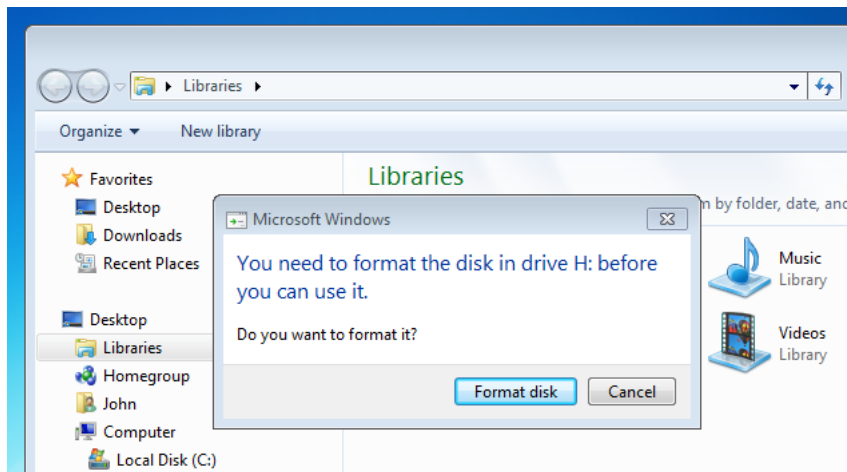 Libraries
Organize
New library
Favorites
Desktop
Downloads
Recent Places
Desktop
Libraries
Homegroup
John
Computer
Local Disk (C:)
Libraries
by folder, date, and
Music
Library
Videos
Library
Microsoft Windows
You need to format the disk in drive H: before
you can use it.
Do you want to format it?
Format disk
Cancel